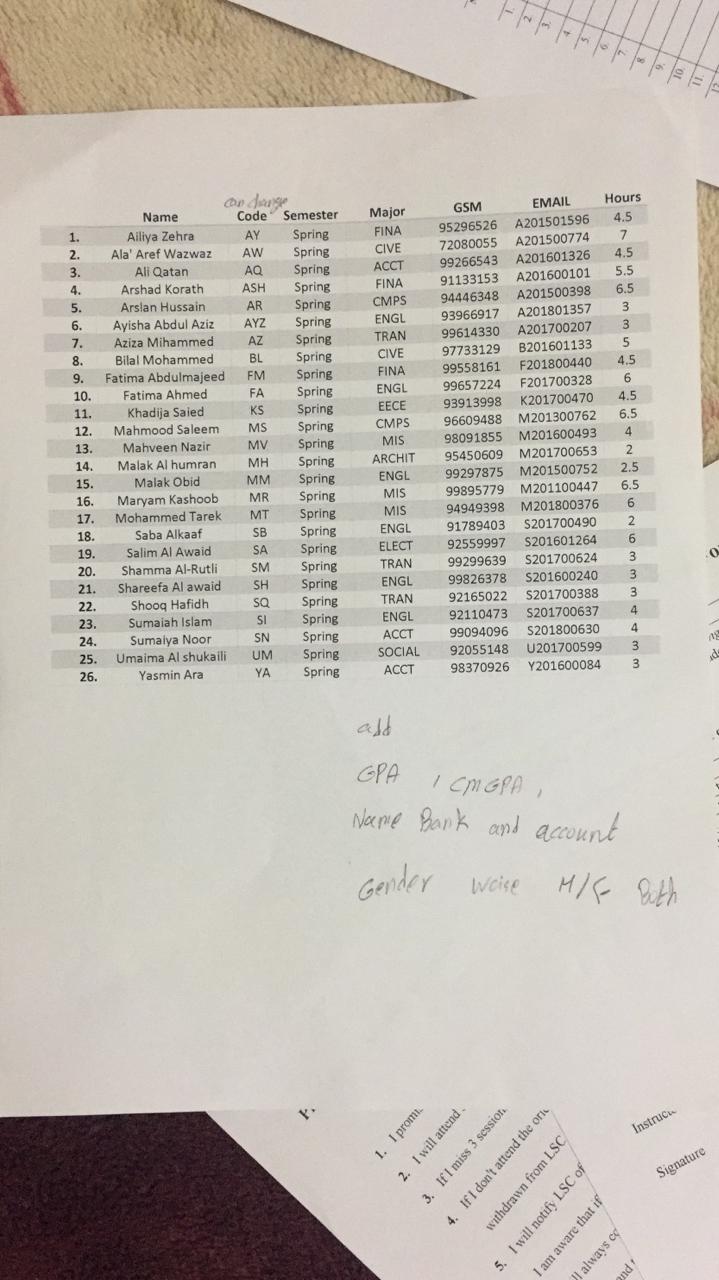 1.
2.
3.
4.
5.
6.
7.
8.
9.
10.
11.
can change
Name Code Semester Major GSM EMAIL Hours
1. Ailiya Zehra AY Spring FINA 95296526 A201501596 4.5
2. Ala' Aref Wazwaz AW Spring CIVE 72080055 A201500774 7
3. Ali Qatan AQ Spring ACCT 99266543 A201601326 4.5
4. Arshad Korath ASH Spring FINA 91133153 A201600101 5.5
5. Arslan Hussain AR Spring CMPS 94446348 A201500398 6.5
6. Ayisha Abdul Aziz AYZ Spring ENGL 93966917 A201801357 3
7. Aziza Mihammed AZ Spring TRAN 99614330 A201700207 3
8. Bilal Mohammed BL Spring CIVE 97733129 B201601133 5
9. Fatima Abdulmajeed FM Spring FINA 99558161 F201800440 4.5
10. Fatima Ahmed FA Spring ENGL 99657224 F201700328 6
11. Khadija Saied KS Spring EECE 93913998 K201700470 4.5
12. Mahmood Saleem MS Spring CMPS 96609488 M201300762 6.5
13. Mahveen Nazir MV Spring MIS 98091855 M201600493 4
14. Malak Al humran MH Spring ARCHIT 95450609 M201700653 2
15. Malak Obid MM Spring ENGL 99297875 M201500752 2.5
16. Maryam Kashoob MR Spring MIS 99895779 M201100447 6.5
17. Mohammed Tarek MT Spring MIS 94949398 M201800376 6
18. Saba Alkaaf SB Spring ENGL 91789403 S201700490 2
19. Salim Al Awaid SA Spring ELECT 92559997 S201601264 6
20. Shamma Al-Rutli SM Spring TRAN 99299639 S201700624 3
21. Shareefa Al awaid SH Spring ENGL 99826378 S201600240 3
22. Shooq Hafidh SQ Spring TRAN 92165022 S201700388 3
23. Sumaiah Islam SI Spring ENGL 92110473 S201700637 4
24. Sumaiya Noor SN Spring ACCT 99094096 S201800630 4
25. Umaima Al shukaili UM Spring SOCIAL 92055148 U201700599 3
26. Yasmin Ara YA Spring ACCT 98370926 Y201600084 3
add
GPA , CMGPA ,
Name Bank and account
Gender weise M/F Both
1. I promi
2. I will attend
3. If I miss 3 session
4. If I don't attend the
withdrawn from LSC
5. I will notify LSC of
I am aware that if
always
Instruc
Signature